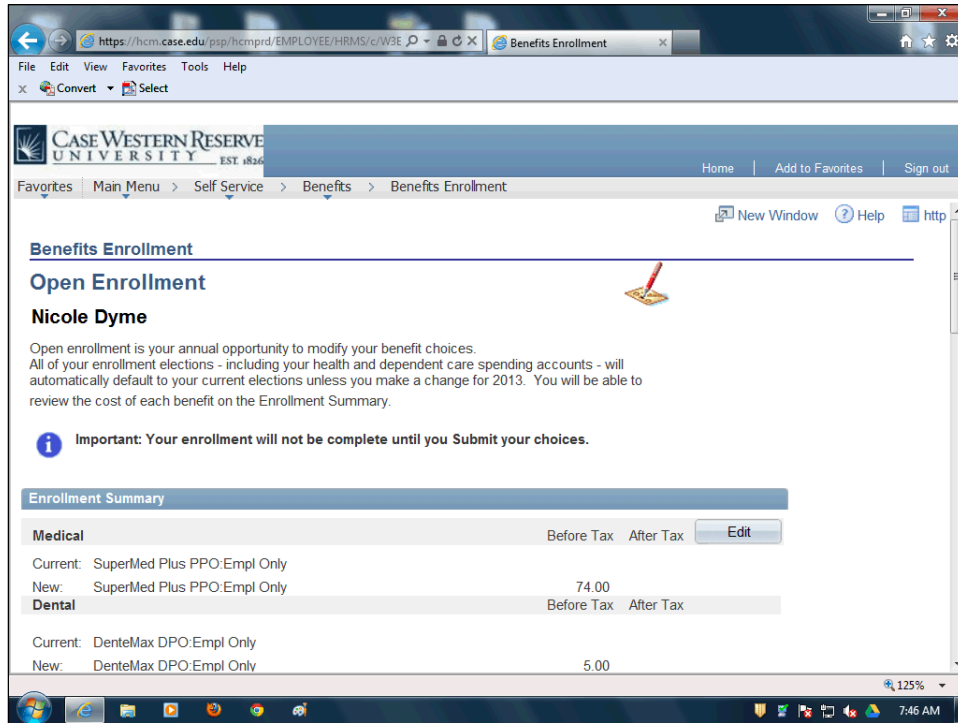 https://hcm.case.edu/psp/hcmprd/EMPLOYEE/HRMS/c/W3E
Benefits Enrollment
File Edit View Favorites Tools Help
x Convert Select
CASE WESTERN RESERVE
UNIVERSITY EST. 1826
Home | Add to Favorites | Sign out
Favorites Main Menu > Self Service > Benefits > Benefits Enrollment
New Window Help http
Benefits Enrollment
Open Enrollment
Nicole Dyme
Open enrollment is your annual opportunity to modify your benefit choices.
All of your enrollment elections - including your health and dependent care spending accounts - will
automatically default to your current elections unless you make a change for 2013. You will be able to
review the cost of each benefit on the Enrollment Summary.
Important: Your enrollment will not be complete until you Submit your choices.
Enrollment Summary
Medical Before Tax After Tax Edit
Current: SuperMed Plus PPO:Empl Only
New: SuperMed Plus PPO:Empl Only 74.00
Dental Before Tax After Tax
Current: DenteMax DPO:Empl Only
New: DenteMax DPO:Empl Only 5.00
125%
7:46 AM